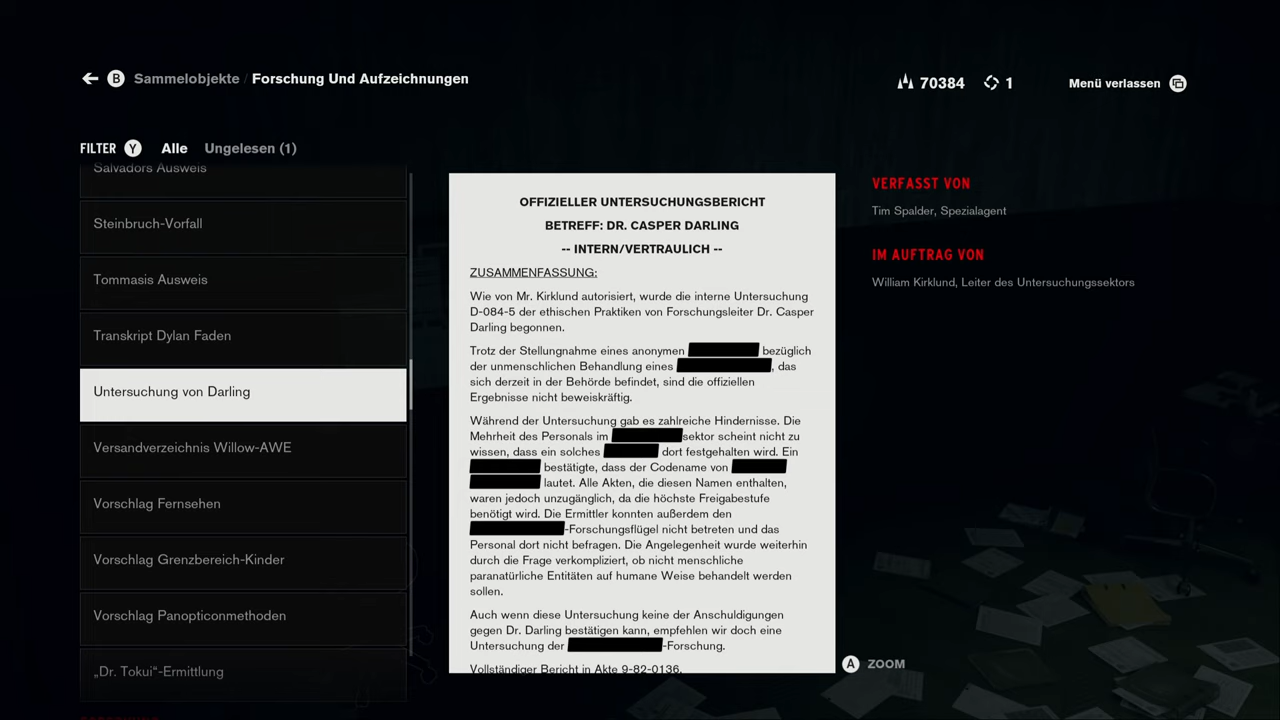 B Sammelobjekte / Forschung Und Aufzeichnungen
70384 1 Menü verlassen
FILTER Y Alle Ungelesen (1)
Salvadors Ausweis
Steinbruch-Vorfall
Tommasis Ausweis
Transkript Dylan Faden
Untersuchung von Darling
Versandverzeichnis Willow-AWE
Vorschlag Fernsehen
Vorschlag Grenzbereich-Kinder
Vorschlag Panopticonmethoden
„Dr. Tokui“-Ermittlung
OFFIZIELLER UNTERSUCHUNGSBERICHT
BETREFF: DR. CASPER DARLING
-- INTERN/VERTRAULICH --
ZUSAMMENFASSUNG:
Wie von Mr. Kirklund autorisiert, wurde die interne Untersuchung
D-084-5 der ethischen Praktiken von Forschungsleiter Dr. Casper
Darling begonnen.
Trotz der Stellungnahme eines anonymen bezüglich
der unmenschlichen Behandlung eines , das
sich derzeit in der Behörde befindet, sind die offiziellen
Ergebnisse nicht beweiskräftig.
Während der Untersuchung gab es zahlreiche Hindernisse. Die
Mehrheit des Personals im sektor scheint nicht zu
wissen, dass ein solches dort festgehalten wird. Ein
bestätigte, dass der Codename von
lautet. Alle Akten, die diesen Namen enthalten,
waren jedoch unzugänglich, da die höchste Freigabestufe
benötigt wird. Die Ermittler konnten außerdem den
-Forschungsflügel nicht betreten und das
Personal dort nicht befragen. Die Angelegenheit wurde weiterhin
durch die Frage verkompliziert, ob nicht menschliche
paranatürliche Entitäten auf humane Weise behandelt werden
sollen.
Auch wenn diese Untersuchung keine der Anschuldigungen
gegen Dr. Darling bestätigen kann, empfehlen wir doch eine
Untersuchung der -Forschung.
Vollständiger Bericht in Akte 9-82-0136.
VERFASST VON
Tim Spalder, Spezialagent
IM AUFTRAG VON
William Kirklund, Leiter des Untersuchungssektors
A ZOOM